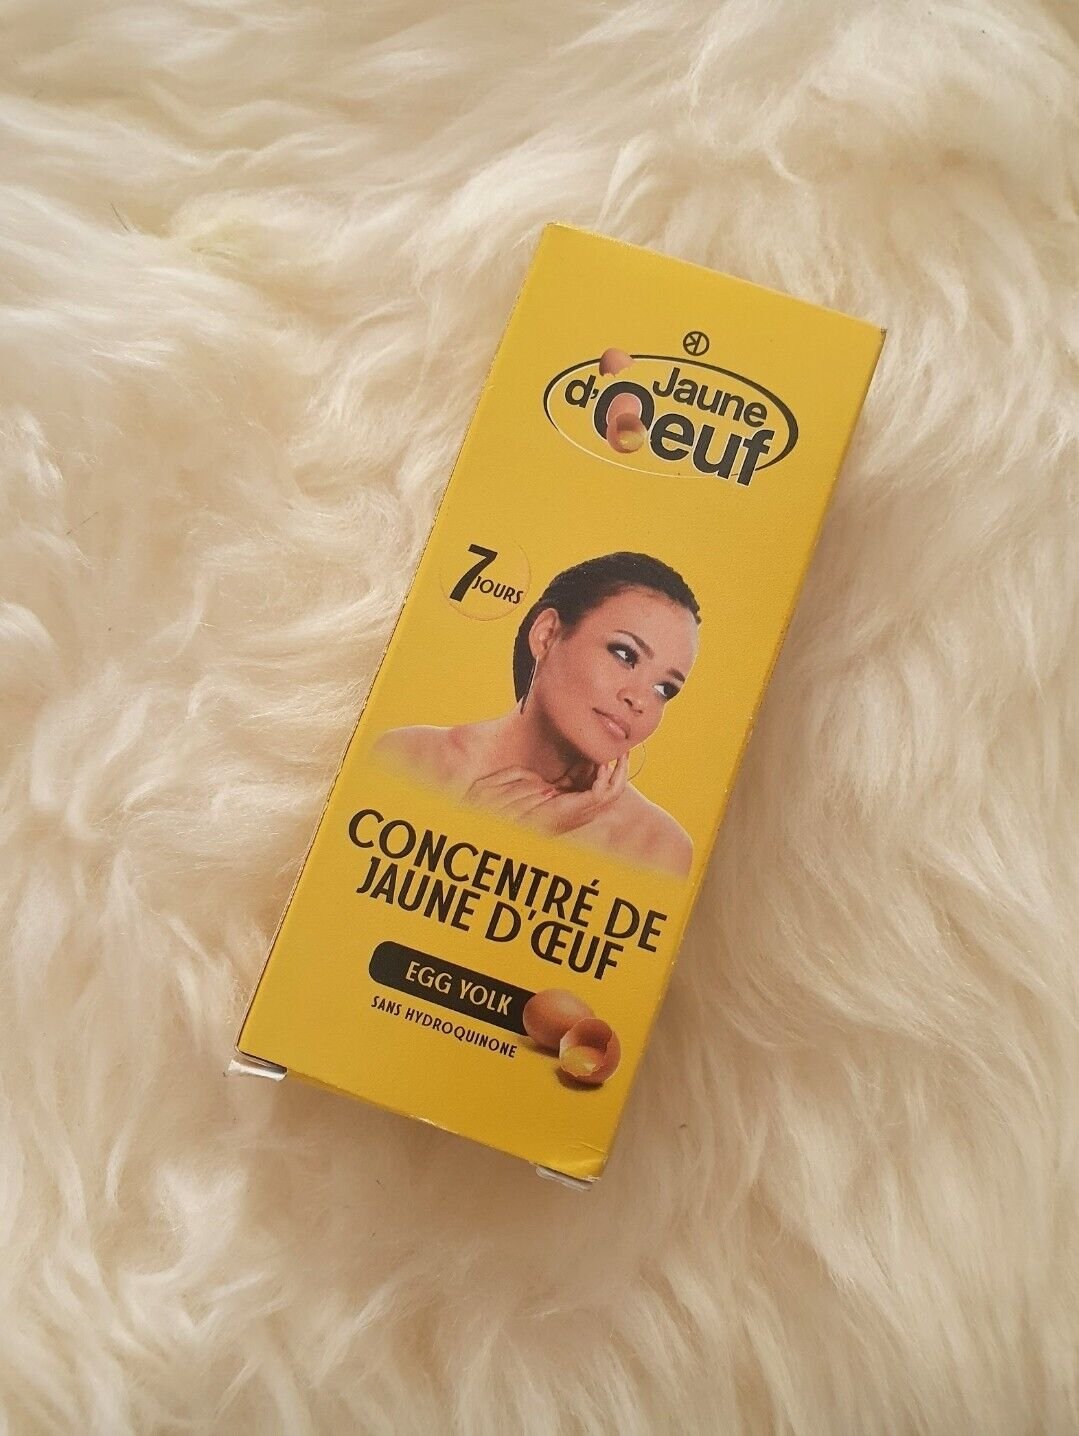 Jaune
d'Oeuf
7
JOURS
CONCENTRÉ DE
JAUNE D'ŒUF
EGG YOLK
SANS HYDROQUINONE